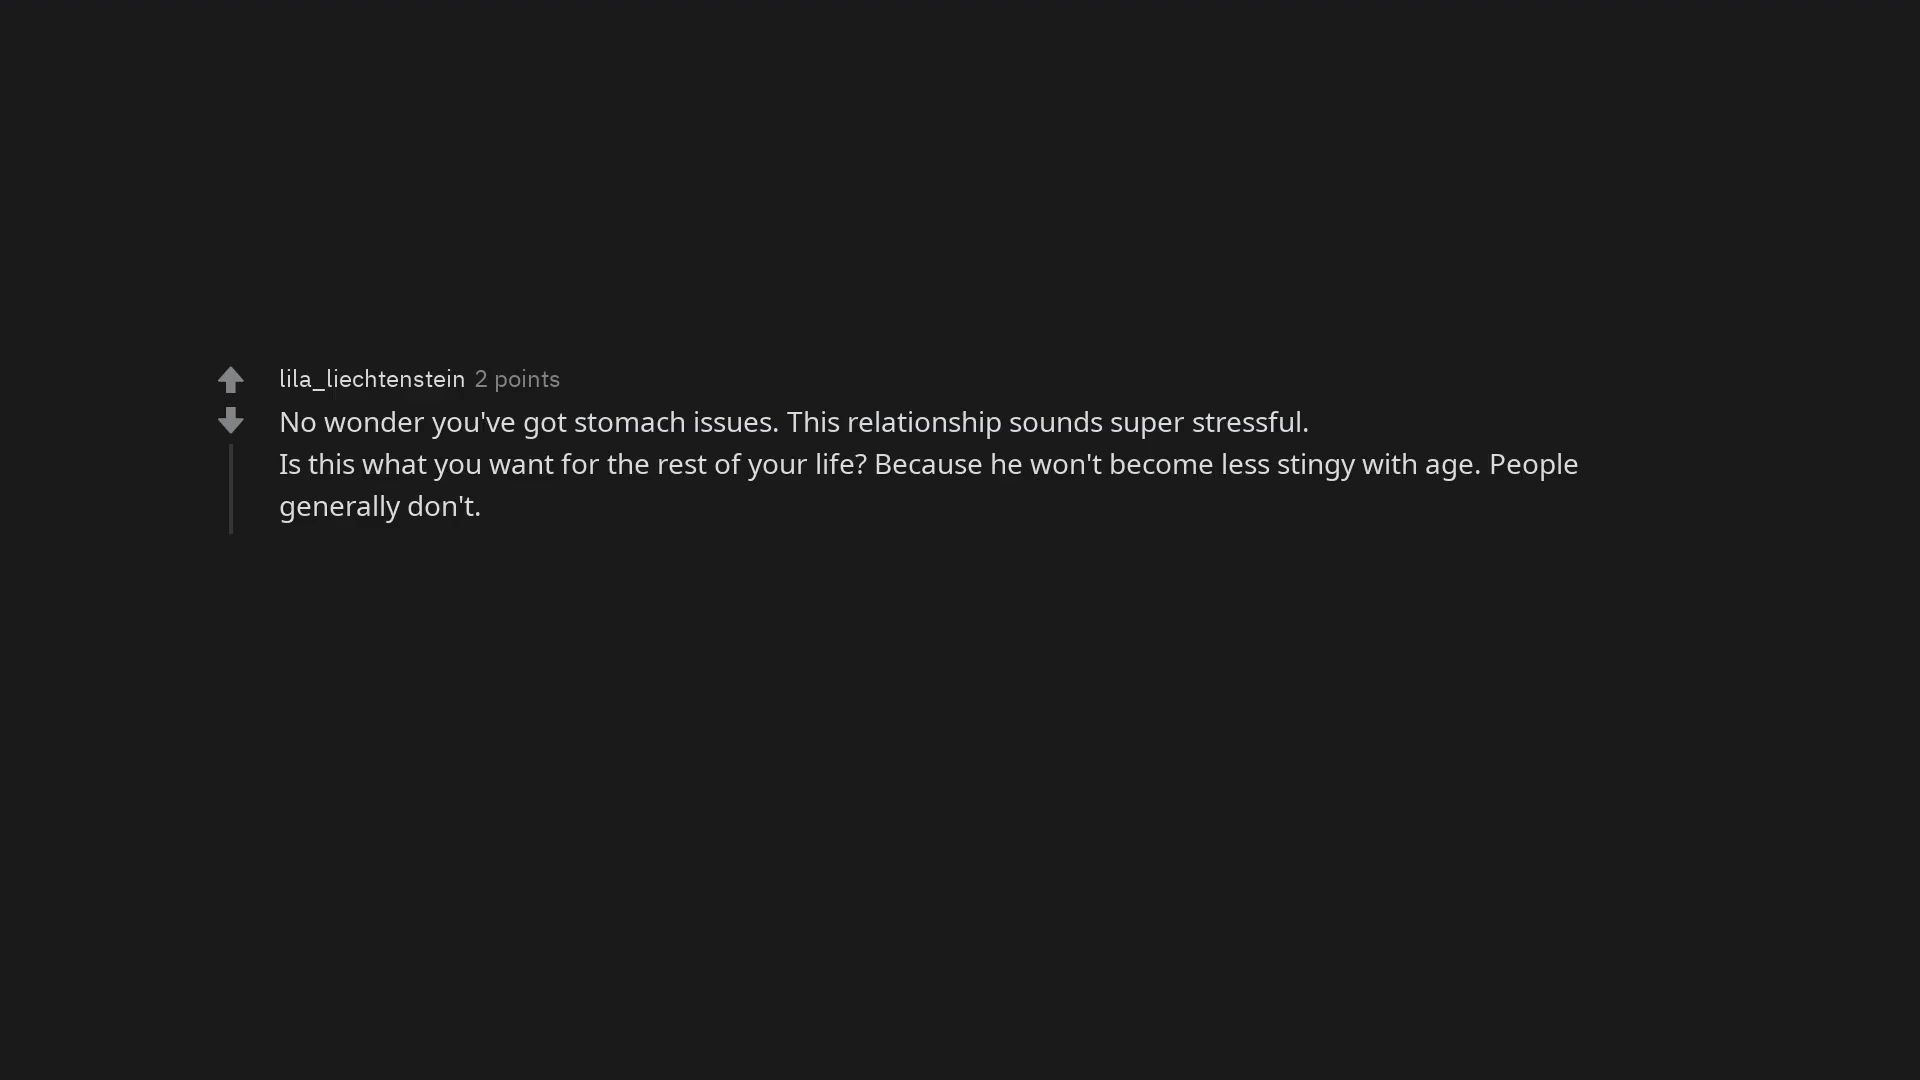 lila_liechtenstein 2 points
No wonder you've got stomach issues. This relationship sounds super stressful.
Is this what you want for the rest of your life? Because he won't become less stingy with age. People
generally don't.